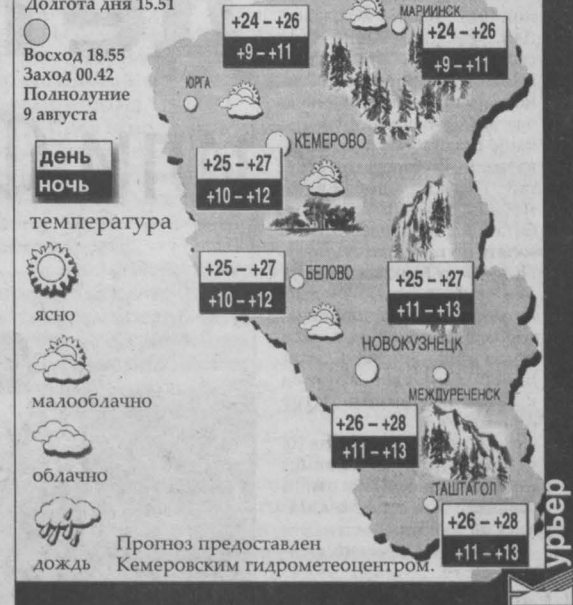 Долгота дня 15.51
Восход 18.55
Заход 00.42
Полнолуние
9 августа
день
ночь
температура
ясно
малооблачно
облачно
дождь
+24 – +26
+9 – +11
МАРИИНСК
+24 – +26
+9 – +11
ЮРГА
КЕМЕРОВО
+25 – +27
+10 – +12
+25 – +27
+10 – +12
БЕЛОВО
+25 – +27
+11 – +13
НОВОКУЗНЕЦК
МЕЖДУРЕЧЕНСК
+26 – +28
+11 – +13
ТАШТАГОЛ
+26 – +28
+11 – +13
Прогноз предоставлен
Кемеровским гидрометеоцентром.
урьер